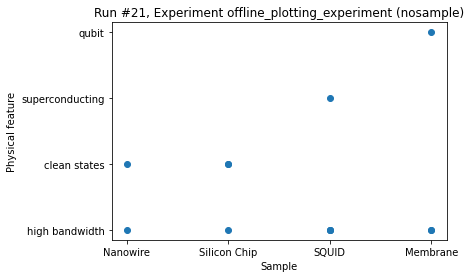 Run #21, Experiment offline_plotting_experiment (nosample)
qubit
superconducting
clean states
high bandwidth
Physical feature
Nanowire Silicon Chip SQUID Membrane
Sample